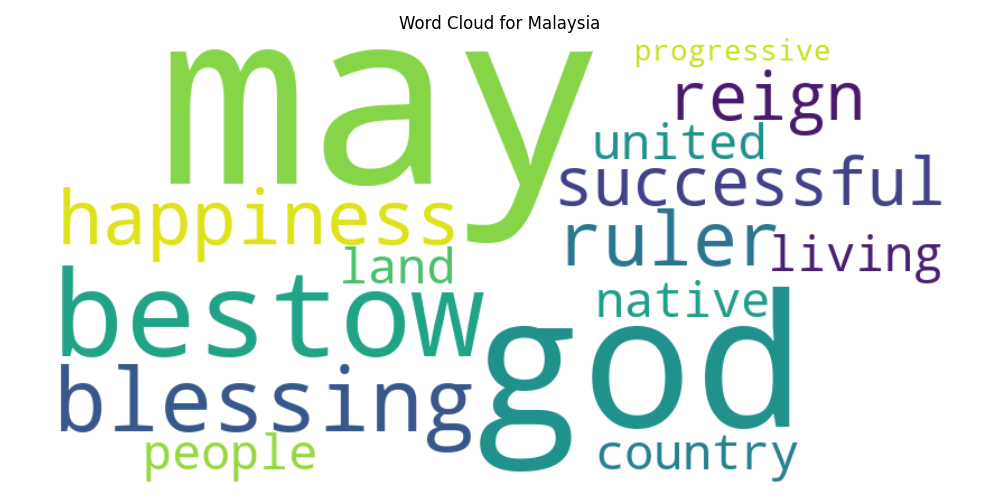 Word Cloud for Malaysia
may
progressive
reign
united
successful
happiness
ruler
living
land
bestow
native
god
blessing
people
country